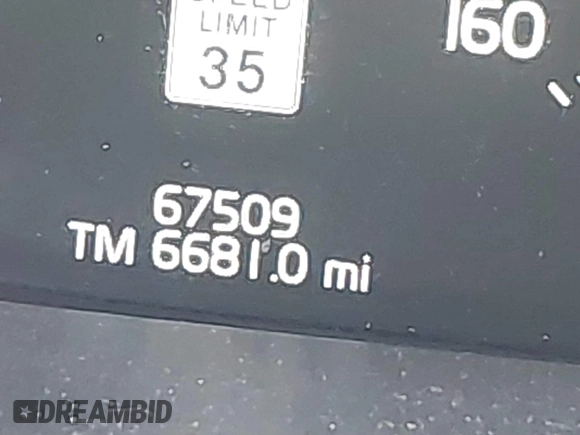 SPEED
LIMIT
35
160
67509
TM 6681.0 mi
DREAMBID